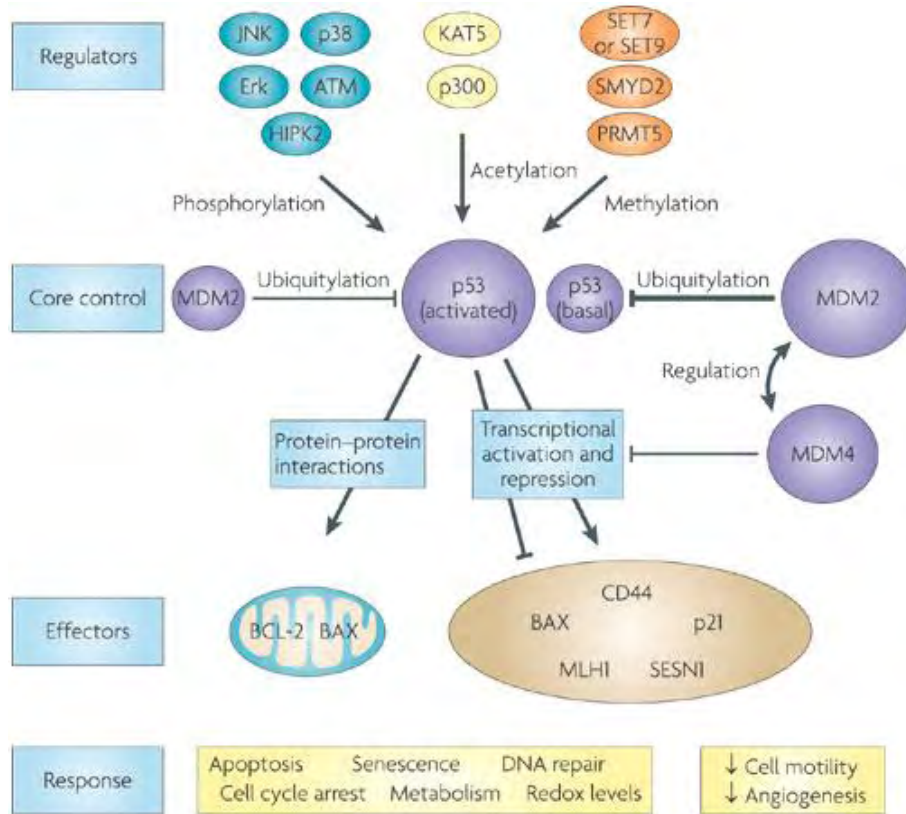 Regulators
JNK
p38
Erk
ATM
HIPK2
KAT5
p300
SET7
or SET9
SMYD2
PRMT5
Phosphorylation
Acetylation
Methylation
Core control
MDM2
Ubiquitylation
p53
(activated)
p53
(basal)
Ubiquitylation
MDM2
Regulation
MDM4
Protein–protein
interactions
Transcriptional
activation and
repression
Effectors
BCL-2
BAX
CD44
BAX
p21
MLH1
SESN1
Response
Apoptosis Senescence DNA repair
Cell cycle arrest Metabolism Redox levels
↓ Cell motility
↓ Angiogenesis